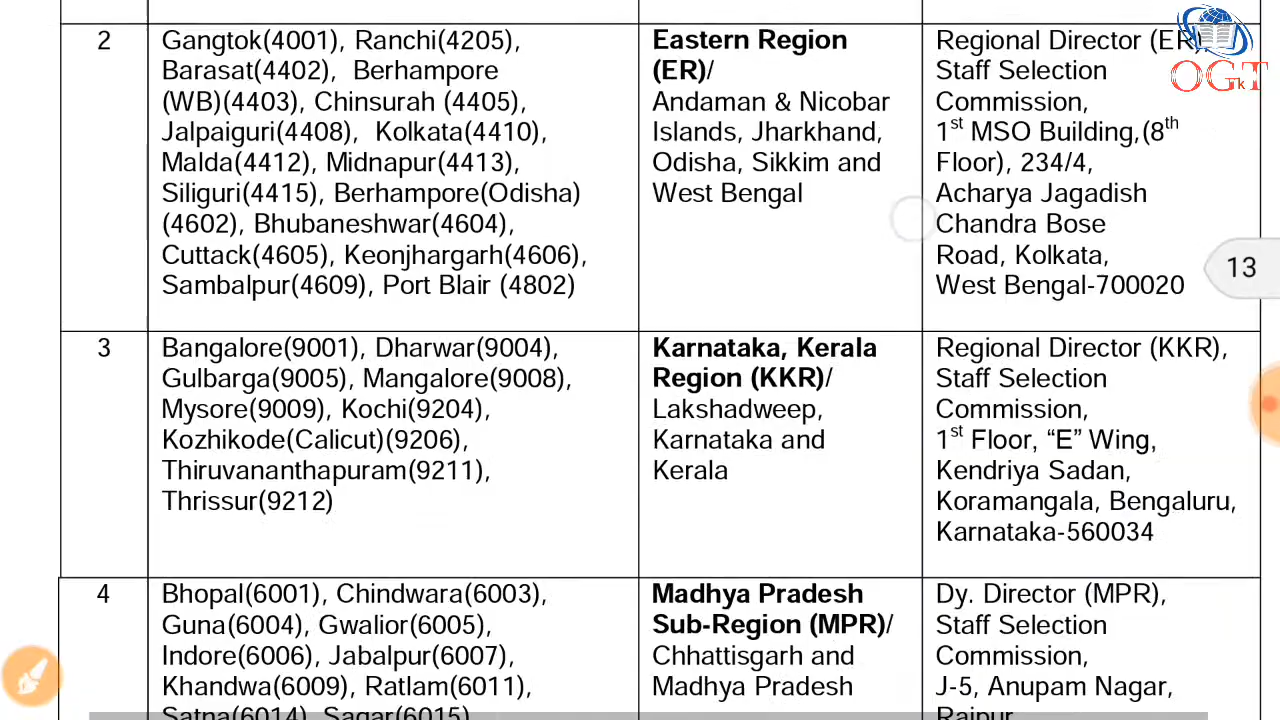 2
Gangtok(4001), Ranchi(4205),
Barasat(4402), Berhampore
(WB)(4403), Chinsurah (4405),
Jalpaiguri(4408), Kolkata(4410),
Malda(4412), Midnapur(4413),
Siliguri(4415), Berhampore(Odisha)
(4602), Bhubaneshwar(4604),
Cuttack(4605), Keonjhargarh(4606),
Sambalpur(4609), Port Blair (4802)
Eastern Region
(ER)/
Andaman & Nicobar
Islands, Jharkhand,
Odisha, Sikkim and
West Bengal
Regional Director (ER),
Staff Selection
Commission,
1st MSO Building,(8th
Floor), 234/4,
Acharya Jagadish
Chandra Bose
Road, Kolkata,
West Bengal-700020
3
Bangalore(9001), Dharwar(9004),
Gulbarga(9005), Mangalore(9008),
Mysore(9009), Kochi(9204),
Kozhikode(Calicut)(9206),
Thiruvananthapuram(9211),
Thrissur(9212)
Karnataka, Kerala
Region (KKR)/
Lakshadweep,
Karnataka and
Kerala
Regional Director (KKR),
Staff Selection
Commission,
1st Floor, “E” Wing,
Kendriya Sadan,
Koramangala, Bengaluru,
Karnataka-560034
4
Bhopal(6001), Chindwara(6003),
Guna(6004), Gwalior(6005),
Indore(6006), Jabalpur(6007),
Khandwa(6009), Ratlam(6011),
Satna(6014), Sagar(6015)
Madhya Pradesh
Sub-Region (MPR)/
Chhattisgarh and
Madhya Pradesh
Dy. Director (MPR),
Staff Selection
Commission,
J-5, Anupam Nagar,
Raipur
13
OGkT